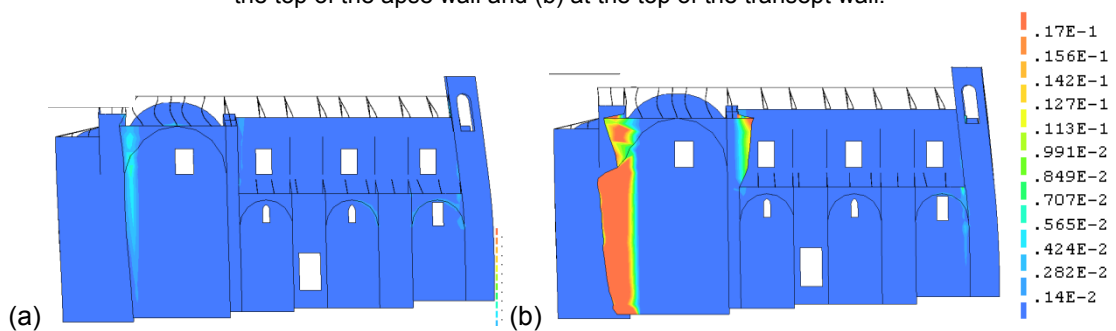 the top of the apse wall and (b) at the top of the transept wall.
.17E-1
.156E-1
.142E-1
.127E-1
.113E-1
.991E-2
.849E-2
.707E-2
.565E-2
.424E-2
.282E-2
.14E-2
(a)
(b)